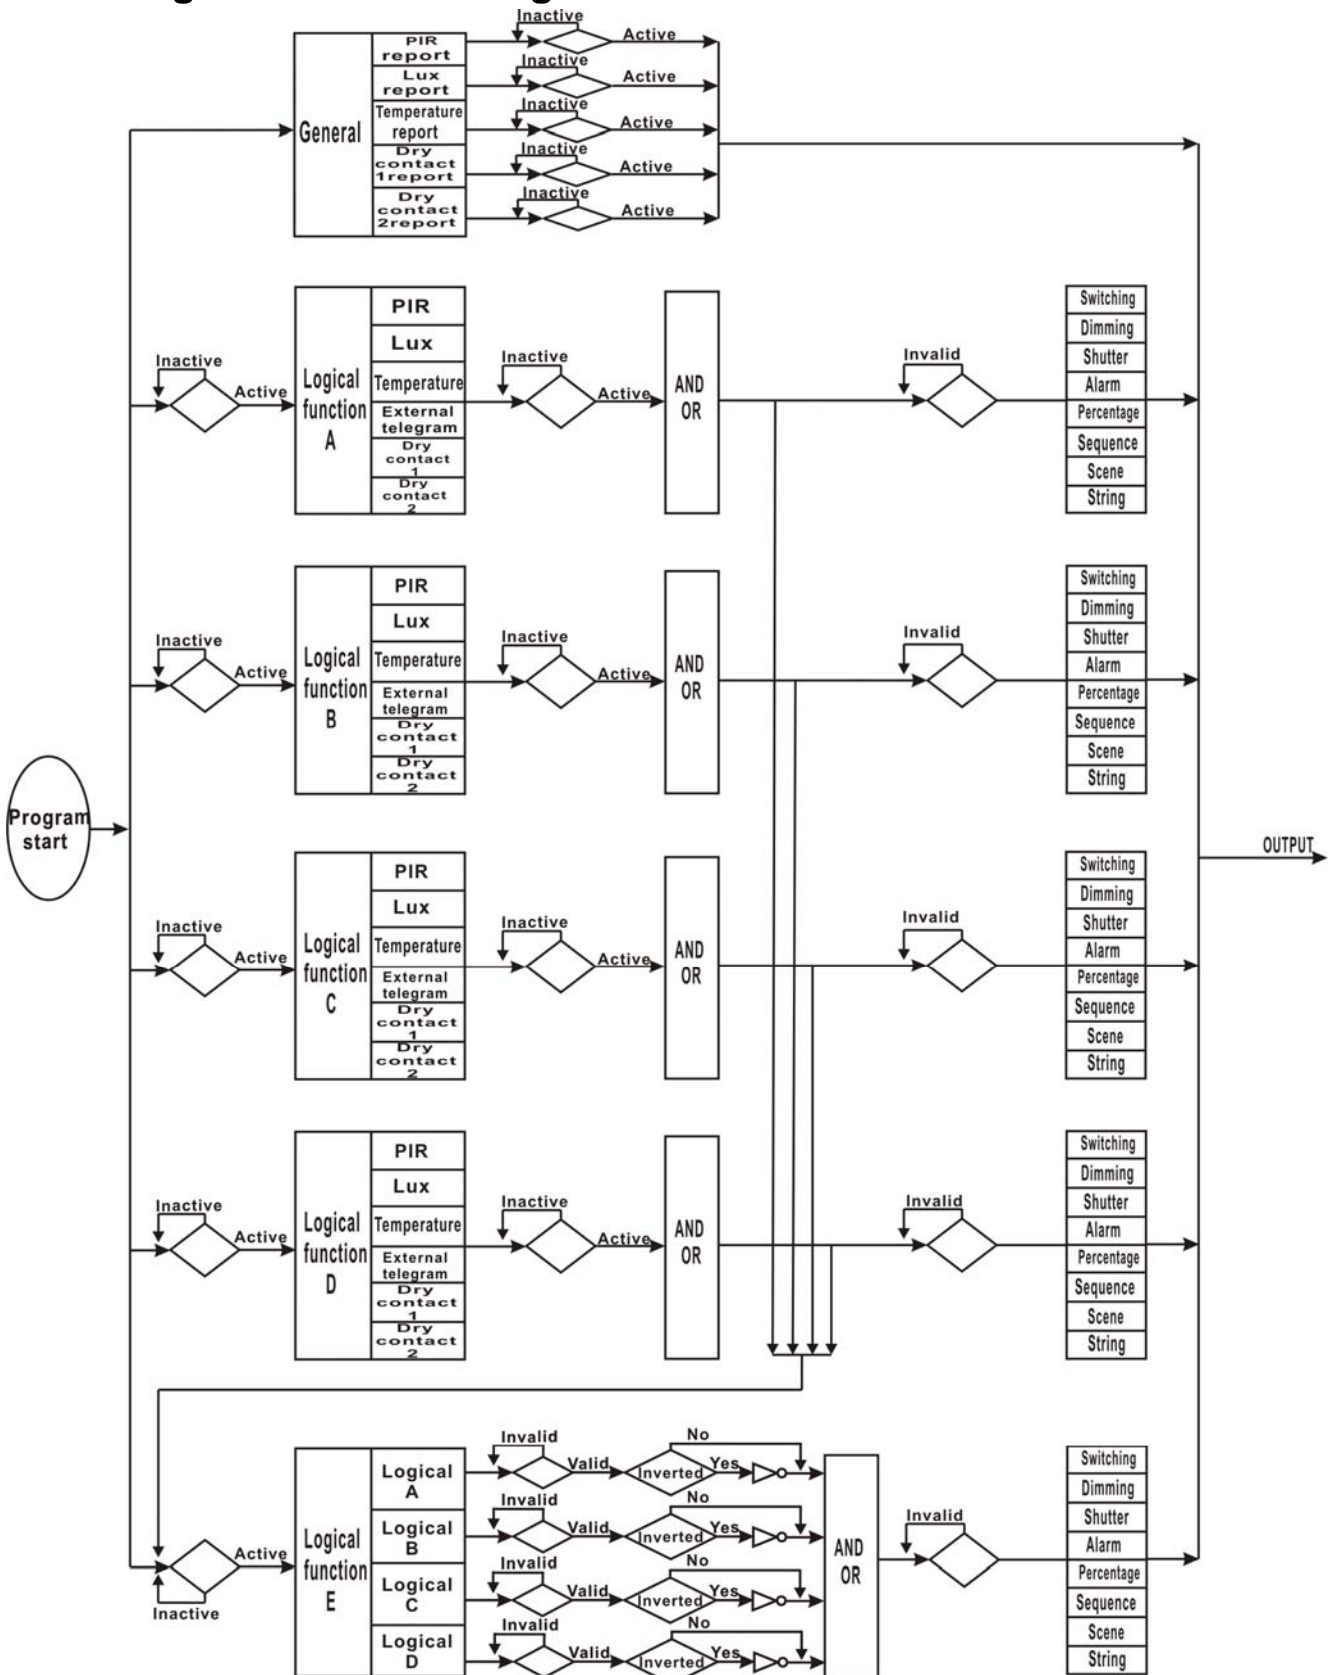 Inactive
PIR
report
Active
Inactive
Lux
report
Active
General
Inactive
Temperature
report
Active
Inactive
Dry
contact
1report
Active
Inactive
Dry
contact
2report
Active
Inactive
Active
Logical
function
A
PIR
Lux
Temperature
External
telegram
Dry
contact
1
Dry
contact
2
Inactive
Active
AND
OR
Invalid
Switching
Dimming
Shutter
Alarm
Percentage
Sequence
Scene
String
Inactive
Active
Logical
function
B
PIR
Lux
Temperature
External
telegram
Dry
contact
1
Dry
contact
2
Inactive
Active
AND
OR
Invalid
Switching
Dimming
Shutter
Alarm
Percentage
Sequence
Scene
String
Program
start
OUTPUT
Inactive
Active
Logical
function
C
PIR
Lux
Temperature
External
telegram
Dry
contact
1
Dry
contact
2
Inactive
Active
AND
OR
Invalid
Switching
Dimming
Shutter
Alarm
Percentage
Sequence
Scene
String
Inactive
Active
Logical
function
D
PIR
Lux
Temperature
External
telegram
Dry
contact
1
Dry
contact
2
Inactive
Active
AND
OR
Invalid
Switching
Dimming
Shutter
Alarm
Percentage
Sequence
Scene
String
Inactive
Active
Logical
function
E
Logical
A
Invalid
Valid
Inverted
No
Yes
Logical
B
Invalid
Valid
Inverted
No
Yes
Logical
C
Invalid
Valid
Inverted
No
Yes
Logical
D
Invalid
Valid
Inverted
No
Yes
AND
OR
Invalid
Switching
Dimming
Shutter
Alarm
Percentage
Sequence
Scene
String